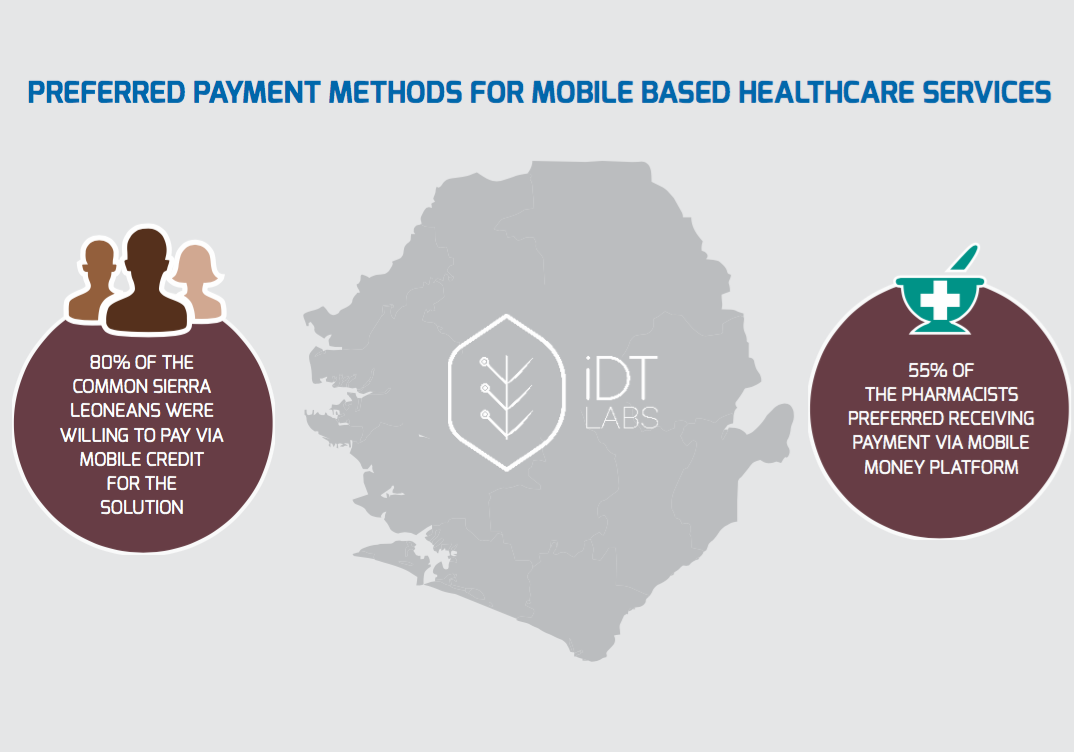 PREFERRED PAYMENT METHODS FOR MOBILE BASED HEALTHCARE SERVICES
80% OF THE
COMMON SIERRA
LEONEANS WERE
WILLING TO PAY VIA
MOBILE CREDIT
FOR THE
SOLUTION
iDT
LABS
55% OF
THE PHARMACISTS
PREFERRED RECEIVING
PAYMENT VIA MOBILE
MONEY PLATFORM